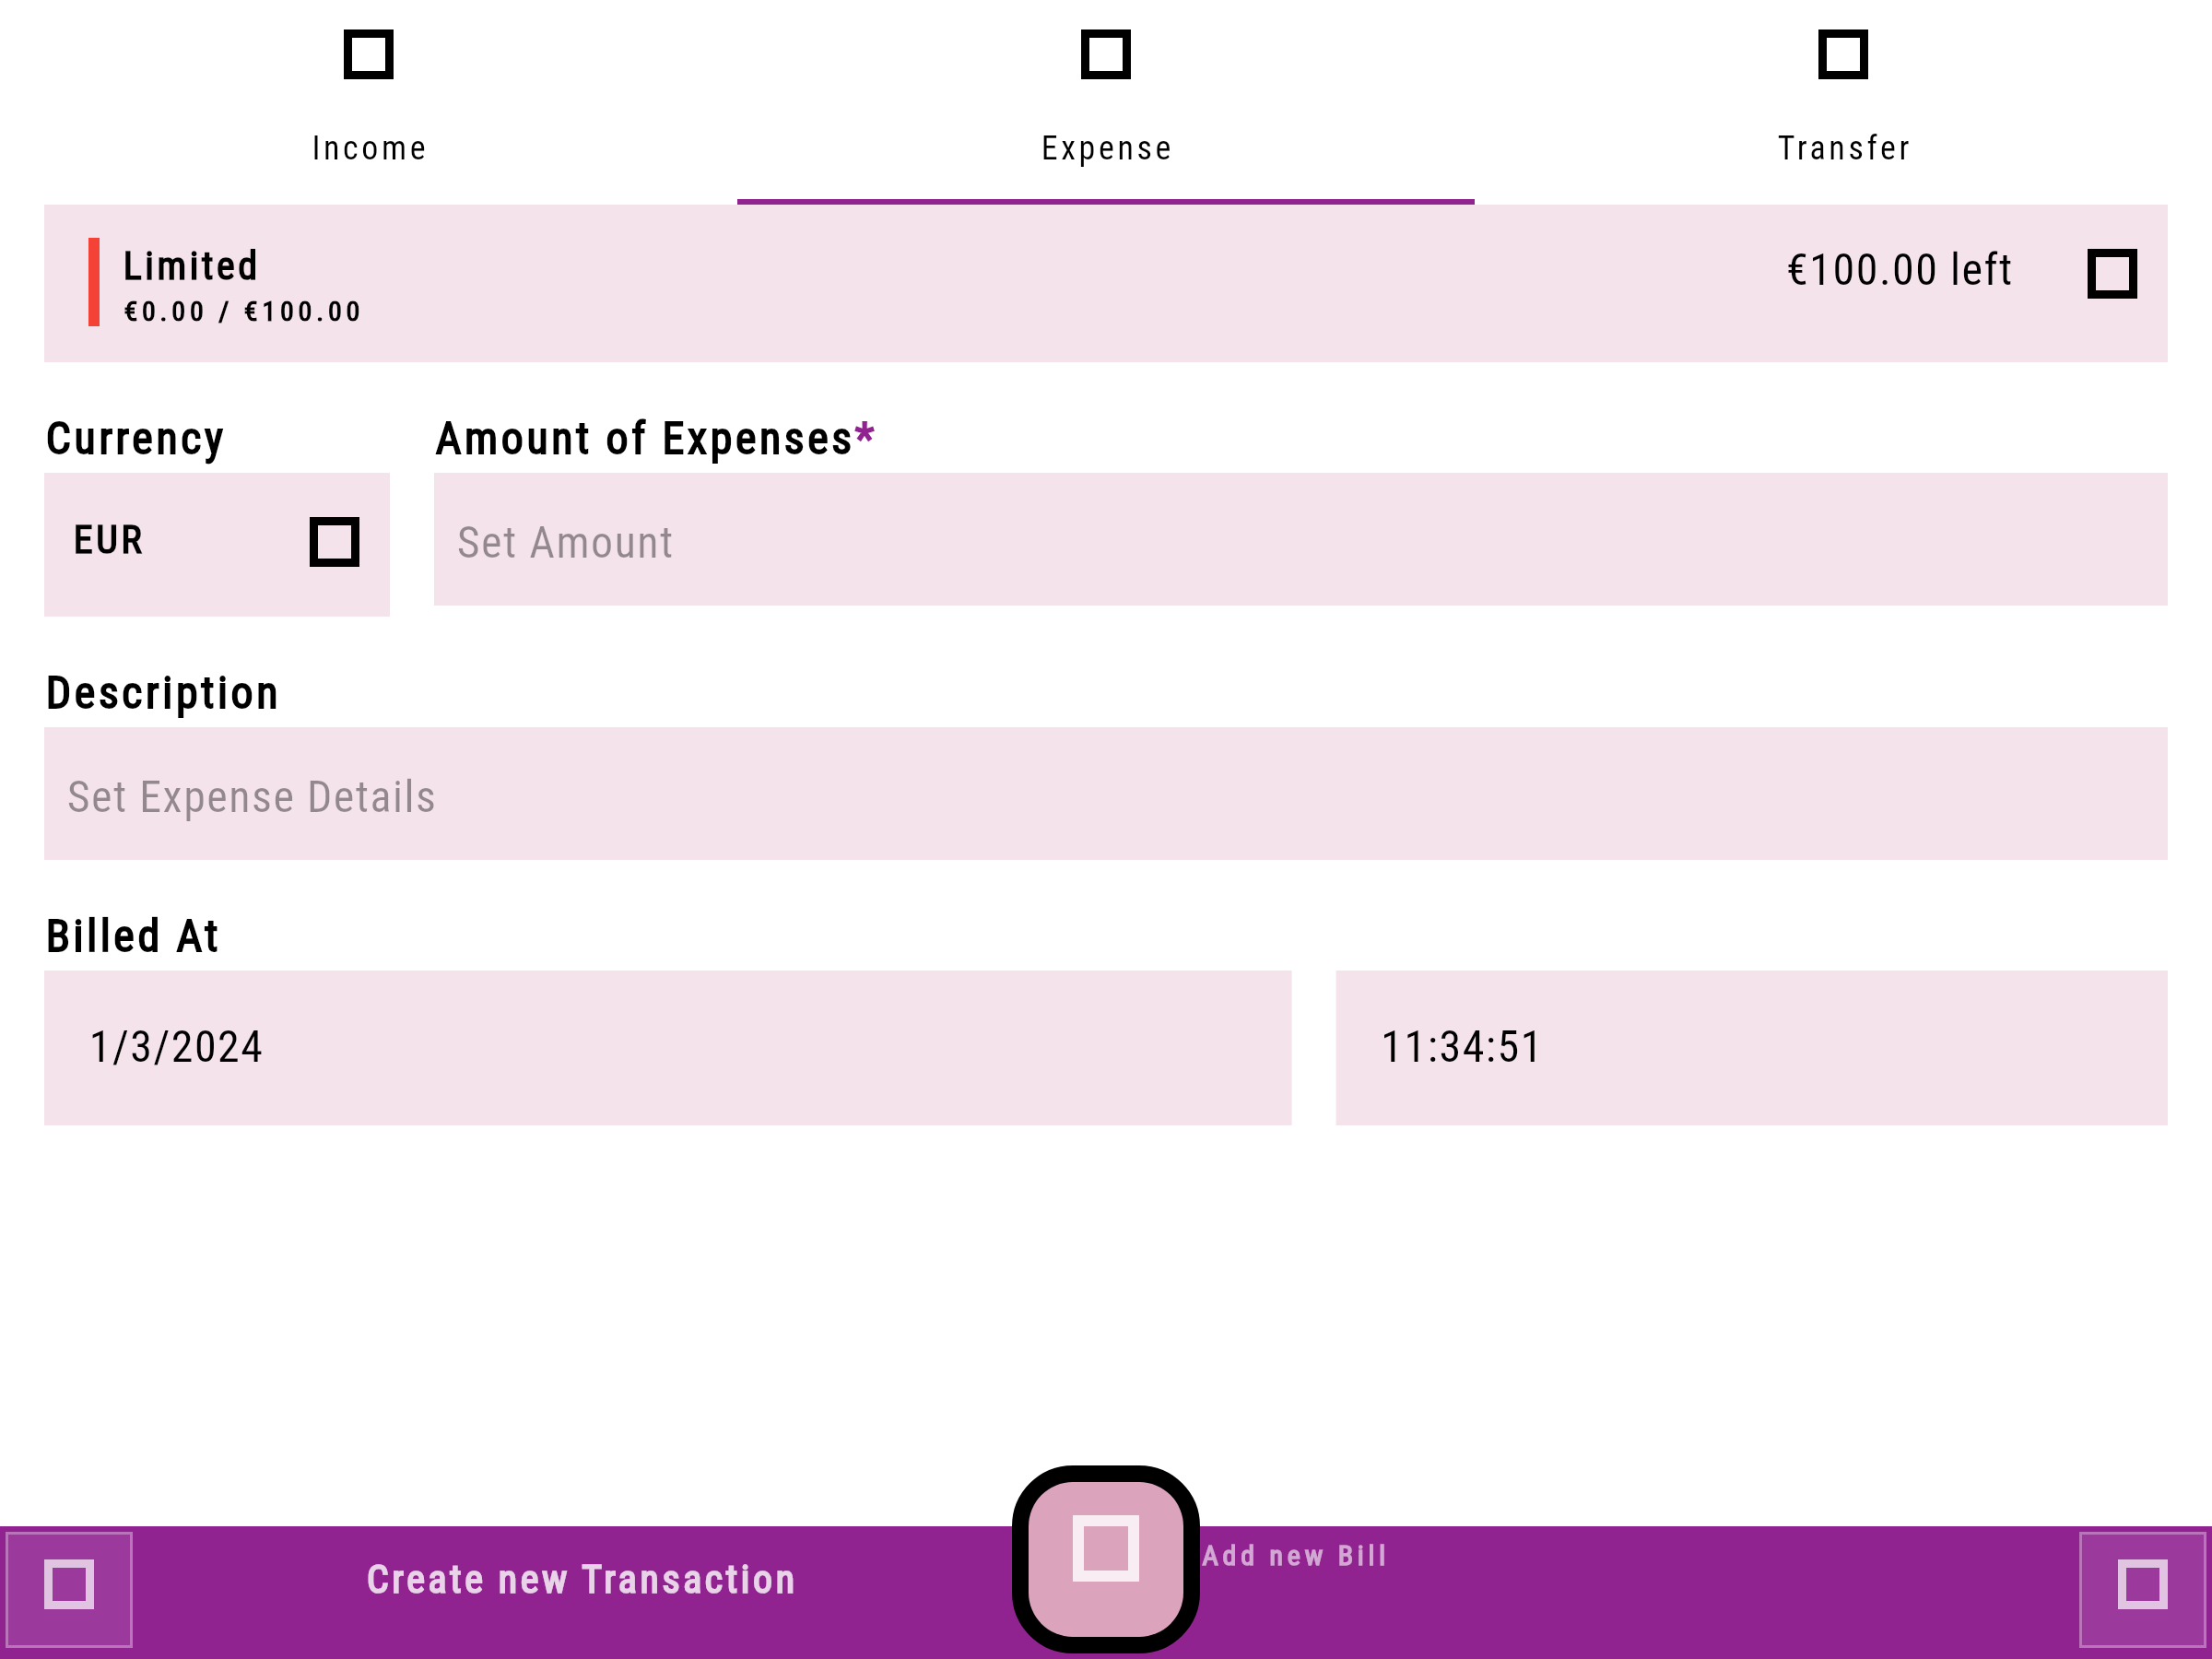 Income
Expense
Transfer
Limited
€0.00 / €100.00
€100.00 left
Currency
Amount of Expenses*
EUR
Set Amount
Description
Set Expense Details
Billed At
1/3/2024
11:34:51
Create new Transaction
Add new Bill